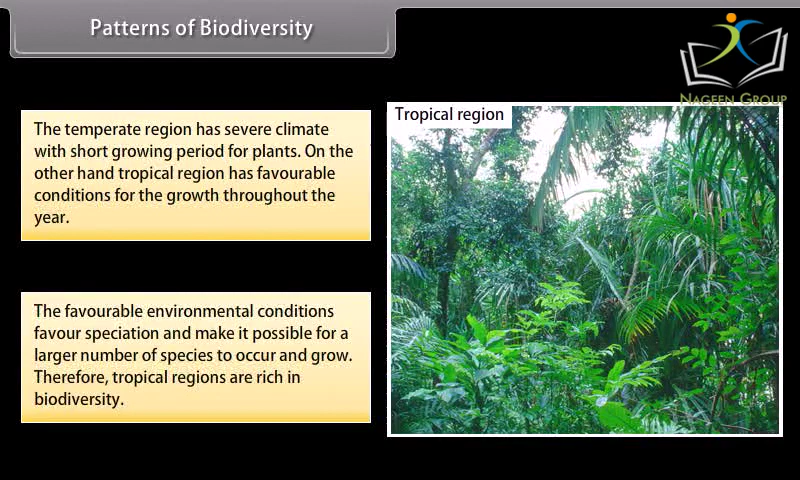 Patterns of Biodiversity
NAGEEN GROUP
Tropical region
The temperate region has severe climate
with short growing period for plants. On the
other hand tropical region has favourable
conditions for the growth throughout the
year.
The favourable environmental conditions
favour speciation and make it possible for a
larger number of species to occur and grow.
Therefore, tropical regions are rich in
biodiversity.